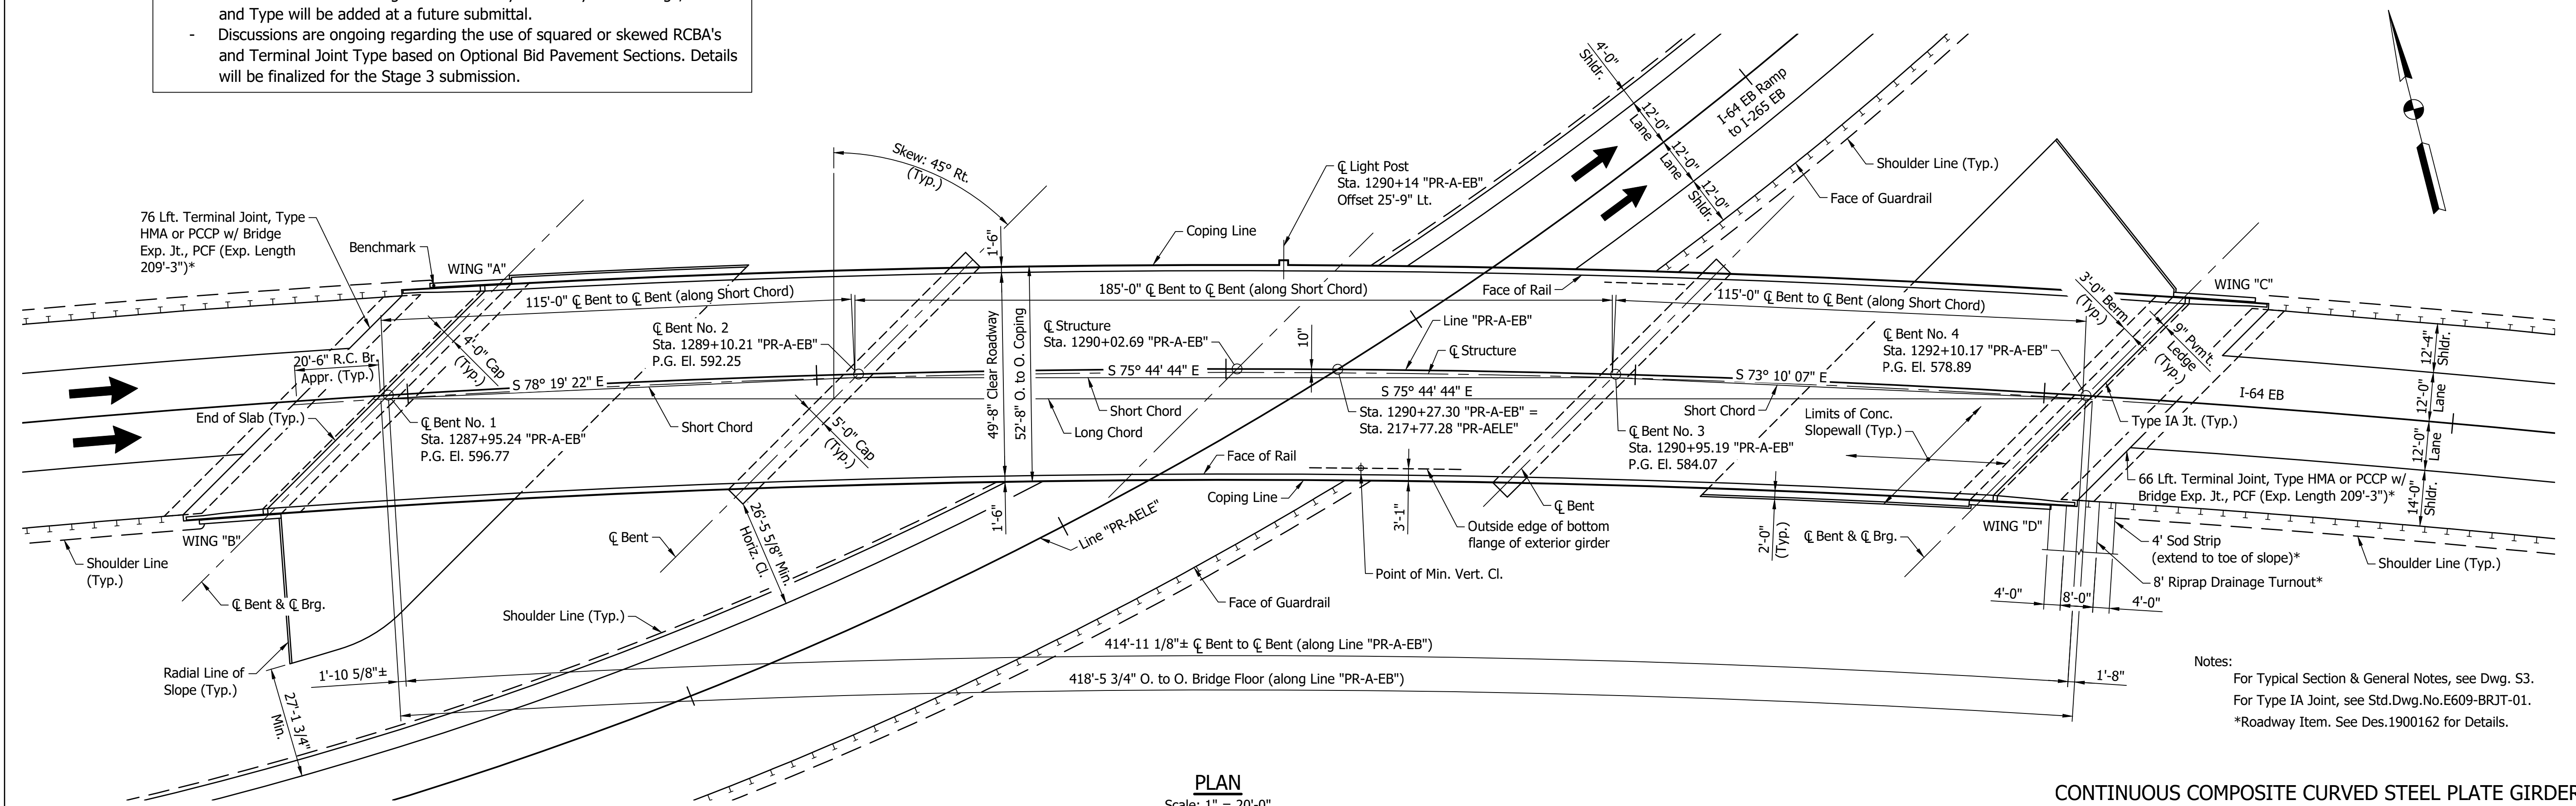 and Type will be added at a future submittal.
- Discussions are ongoing regarding the use of squared or skewed RCBA's
and Terminal Joint Type based on Optional Bid Pavement Sections. Details
will be finalized for the Stage 3 submission.
4'-0"
Shldr.
12'-0"
Lane
12'-0"
Lane
12'-0"
Shldr.
I-64 EB Ramp
to I-265 EB
Shoulder Line (Typ.)
Face of Guardrail
Skew: 45° Rt.
(Typ.)
℄ Light Post
Sta. 1290+14 "PR-A-EB"
Offset 25'-9" Lt.
76 Lft. Terminal Joint, Type
HMA or PCCP w/ Bridge
Exp. Jt., PCF (Exp. Length
209'-3")*
Benchmark
WING "A"
1'-6"
Coping Line
115'-0" ℄ Bent to ℄ Bent (along Short Chord)
185'-0" ℄ Bent to ℄ Bent (along Short Chord)
Face of Rail
115'-0" ℄ Bent to ℄ Bent (along Short Chord)
3'-0" Berm
(Typ.)
WING "C"
9" Pvm't.
Ledge
(Typ.)
4'-0" Cap
(Typ.)
℄ Bent No. 2
Sta. 1289+10.21 "PR-A-EB"
P.G. El. 592.25
49'-8" Clear Roadway
52'-8" O. to O. Coping
℄ Structure
Sta. 1290+02.69 "PR-A-EB"
10"
Line "PR-A-EB"
℄ Structure
℄ Bent No. 4
Sta. 1292+10.17 "PR-A-EB"
P.G. El. 578.89
12'-4"
Shldr.
20'-6" R.C. Br.
Appr. (Typ.)
S 78° 19' 22" E
S 75° 44' 44" E
S 75° 44' 44" E
S 73° 10' 07" E
I-64 EB
12'-0"
Lane
End of Slab (Typ.)
℄ Bent No. 1
Sta. 1287+95.24 "PR-A-EB"
P.G. El. 596.77
Short Chord
5'-0" Cap
(Typ.)
Short Chord
Long Chord
Sta. 1290+27.30 "PR-A-EB" =
Sta. 217+77.28 "PR-AELE"
Short Chord
℄ Bent No. 3
Sta. 1290+95.19 "PR-A-EB"
P.G. El. 584.07
Limits of Conc.
Slopewall (Typ.)
Type IA Jt. (Typ.)
12'-0"
Lane
Face of Rail
Coping Line
66 Lft. Terminal Joint, Type HMA or PCCP w/
Bridge Exp. Jt., PCF (Exp. Length 209'-3")*
14'-0"
Shldr.
WING "B"
Shoulder Line
(Typ.)
℄ Bent
26'-5 5/8" Min.
Horiz. Cl.
1'-6"
Line "PR-AELE"
3'-1"
Outside edge of bottom
flange of exterior girder
℄ Bent
2'-0"
(Typ.)
℄ Bent & ℄ Brg.
WING "D"
4' Sod Strip
(extend to toe of slope)*
8' Riprap Drainage Turnout*
Shoulder Line (Typ.)
℄ Bent & ℄ Brg.
Point of Min. Vert. Cl.
Shoulder Line (Typ.)
Face of Guardrail
4'-0"
8'-0"
4'-0"
Radial Line of
Slope (Typ.)
1'-10 5/8"±
414'-11 1/8"± ℄ Bent to ℄ Bent (along Line "PR-A-EB")
418'-5 3/4" O. to O. Bridge Floor (along Line "PR-A-EB")
1'-8"
27'-1 3/4"
Min.
Notes:
For Typical Section & General Notes, see Dwg. S3.
For Type IA Joint, see Std.Dwg.No.E609-BRJT-01.
*Roadway Item. See Des.1900162 for Details.
PLAN
Scale: 1" = 20'-0"
CONTINUOUS COMPOSITE CURVED STEEL PLATE GIRDER